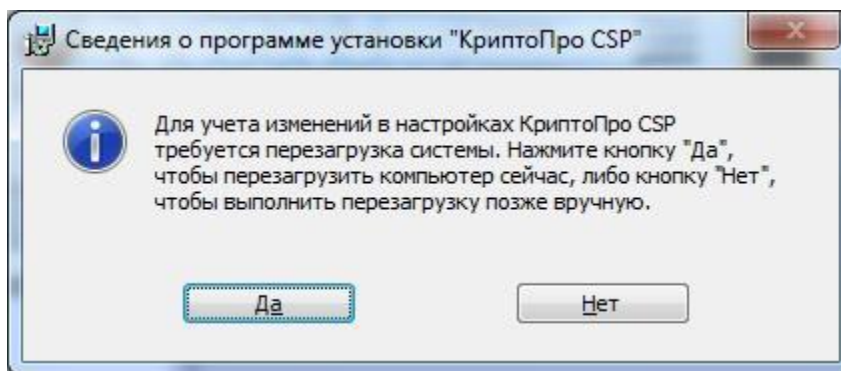 Сведения о программе установки "КриптоПро CSP"
Для учета изменений в настройках КриптоПро CSP
требуется перезагрузка системы. Нажмите кнопку "Да",
чтобы перезагрузить компьютер сейчас, либо кнопку "Нет",
чтобы выполнить перезагрузку позже вручную.
Да
Нет